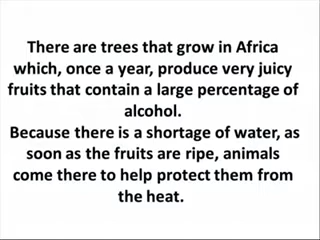 There are trees that grow in Africa
which, once a year, produce very juicy
fruits that contain a large percentage of
alcohol.
Because there is a shortage of water, as
soon as the fruits are ripe, animals
come there to help protect them from
the heat.